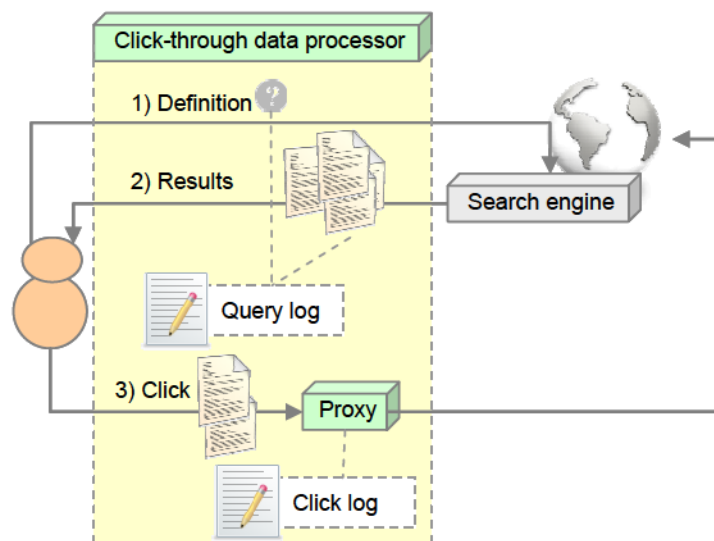 Click-through data processor
1) Definition
?
2) Results
Search engine
Query log
3) Click
Proxy
Click log